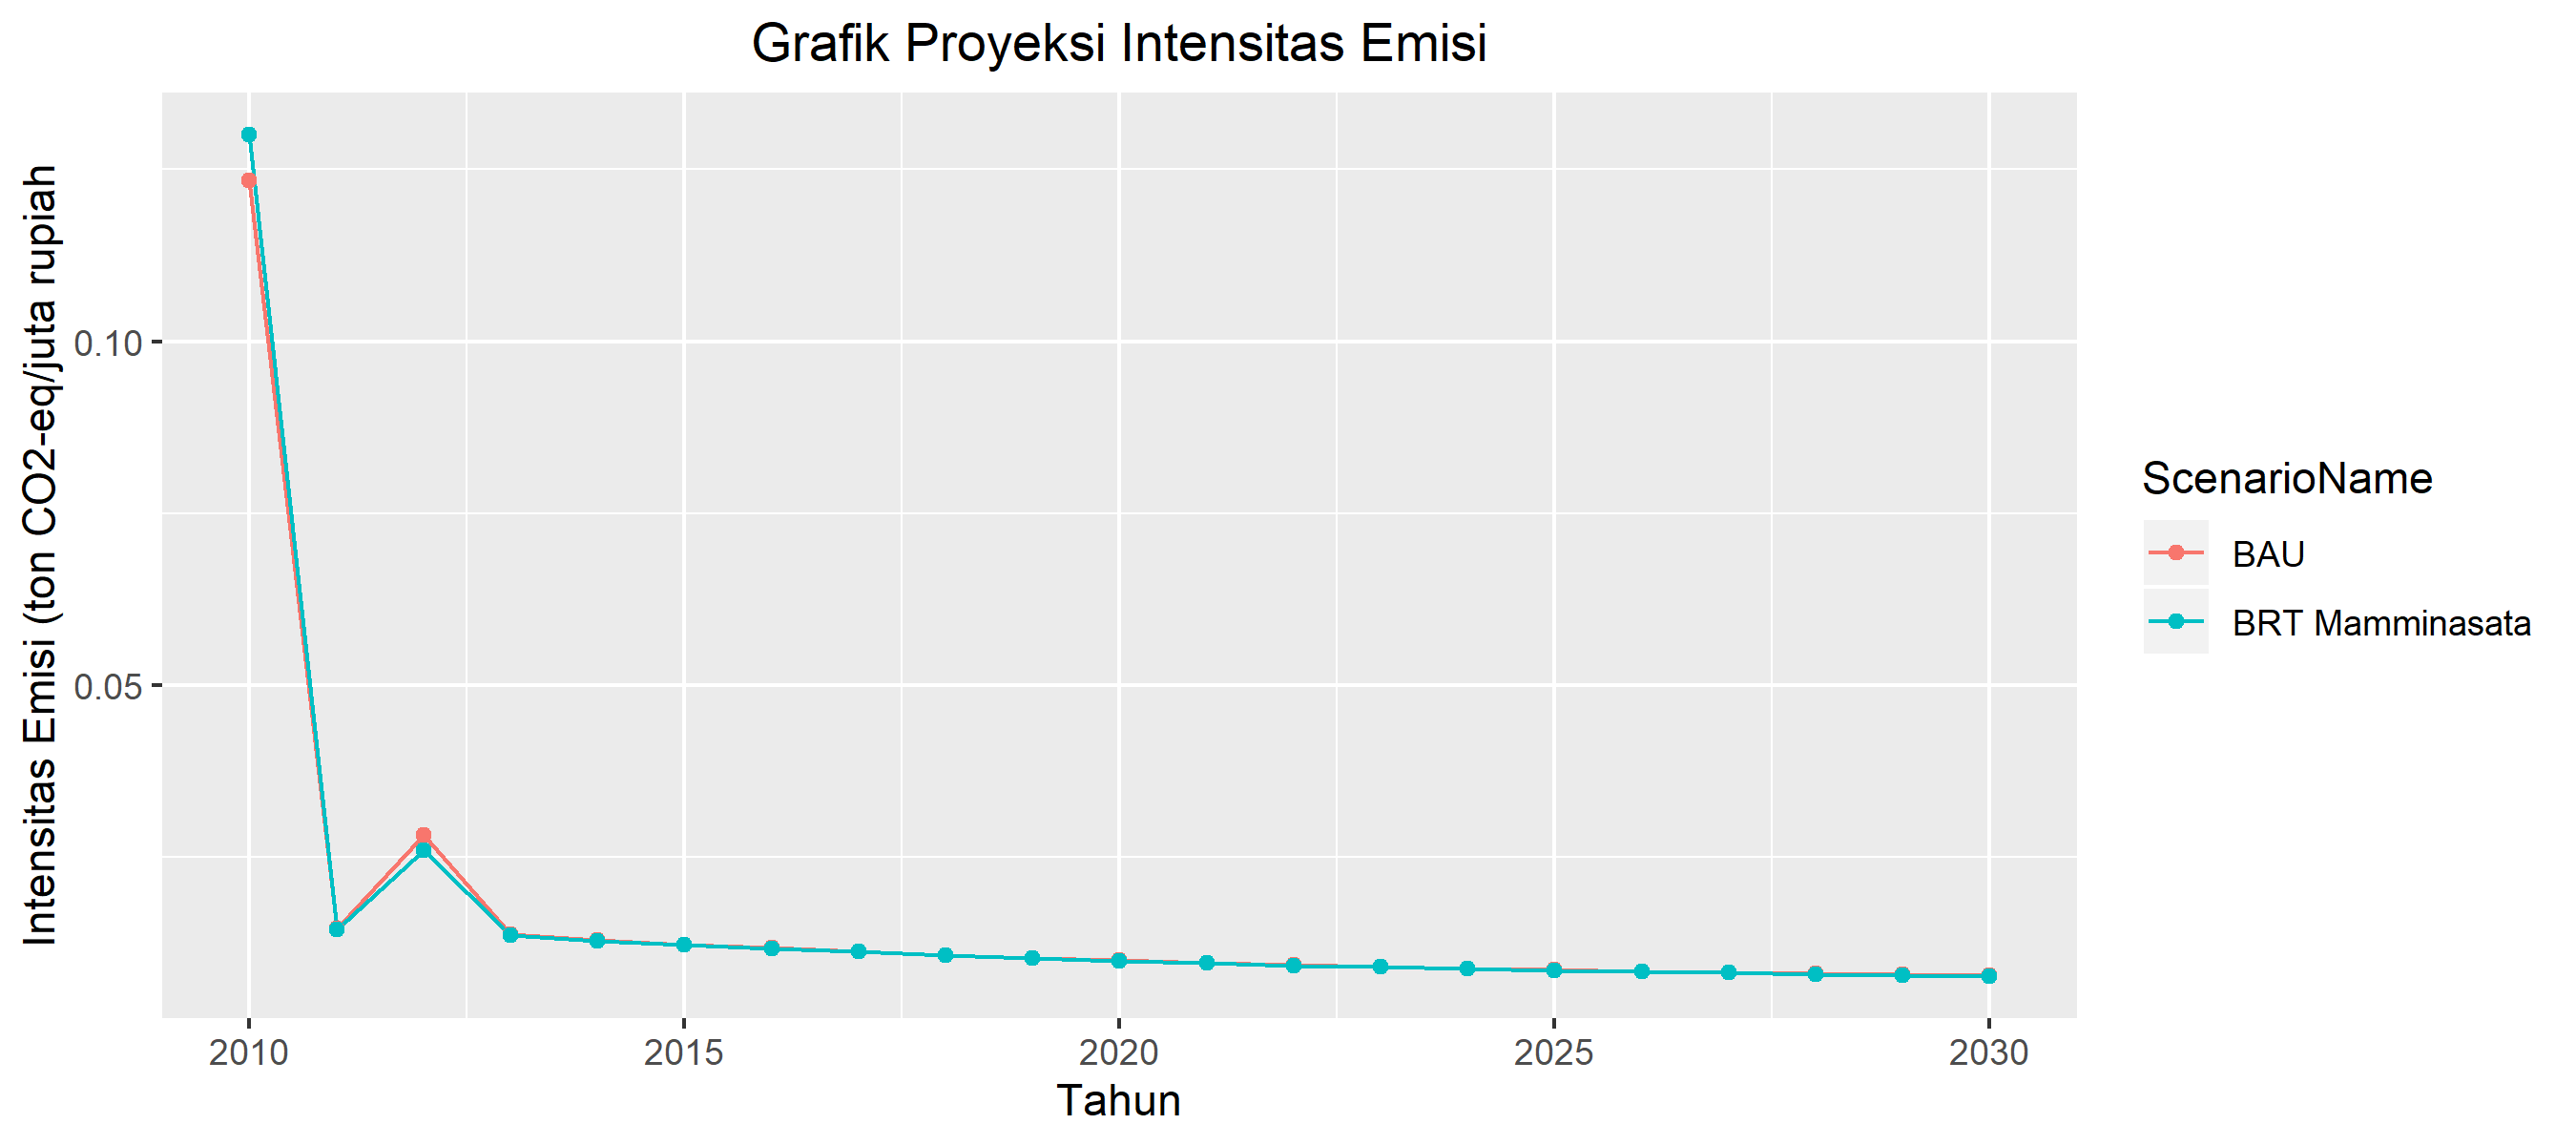 Grafik Proyeksi Intensitas Emisi
Intensitas Emisi (ton CO2-eq/juta rupiah
0.10
0.05
2010
2015
2020
2025
2030
Tahun
ScenarioName
BAU
BRT Mamminasata